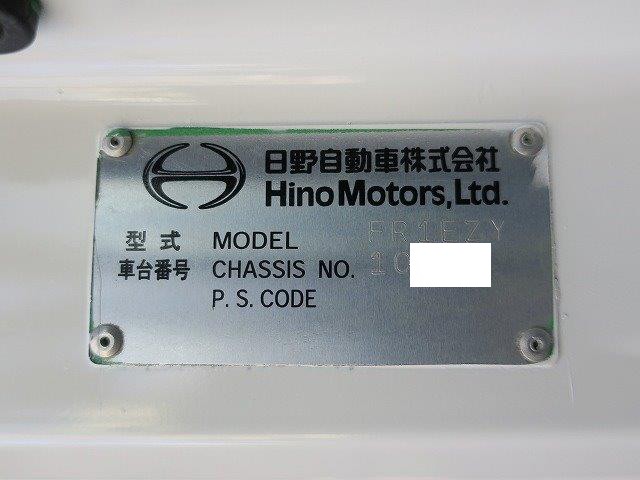 日野自動車株式会社
Hino Motors, Ltd.
型式 MODEL FR1EZY
車台番号 CHASSIS NO. 10
P. S. CODE